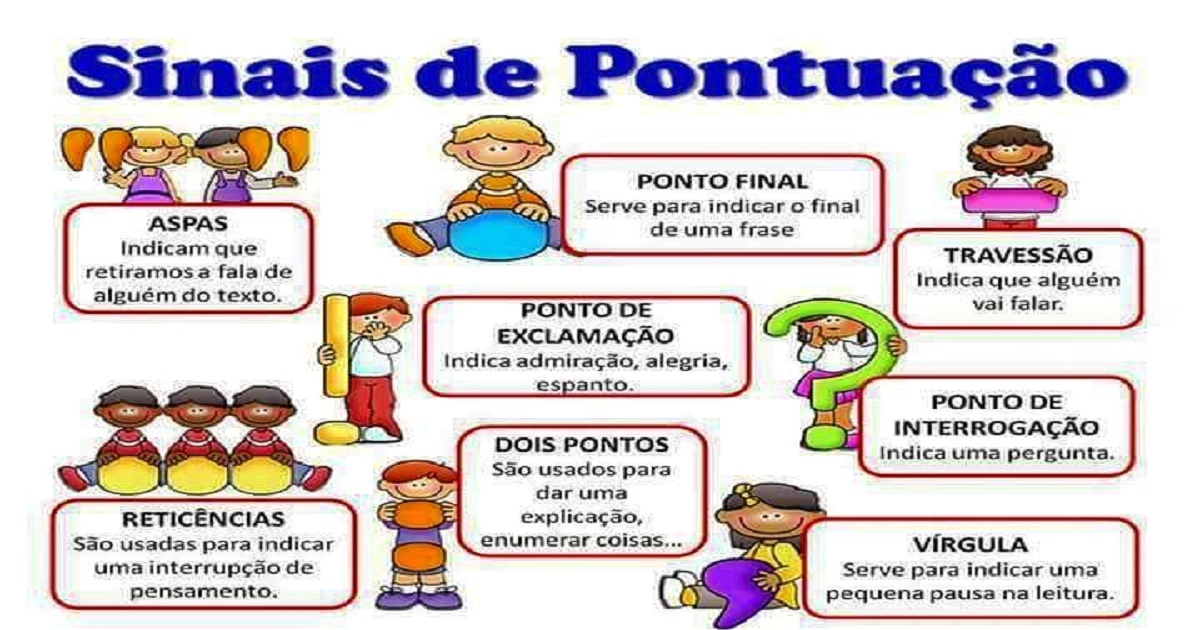 Sinais de Pontuação
ASPAS
Indicam que
retiramos a fala de
alguém do texto.
PONTO FINAL
Serve para indicar o final
de uma frase
TRAVESSÃO
Indica que alguém
vai falar.
PONTO DE
EXCLAMAÇÃO
Indica admiração, alegria,
espanto.
PONTO DE
INTERROGAÇÃO
Indica uma pergunta.
DOIS PONTOS
São usados para
dar uma
explicação,
enumerar coisas...
RETICÊNCIAS
São usadas para indicar
uma interrupção de
pensamento.
VÍRGULA
Serve para indicar uma
pequena pausa na leitura.